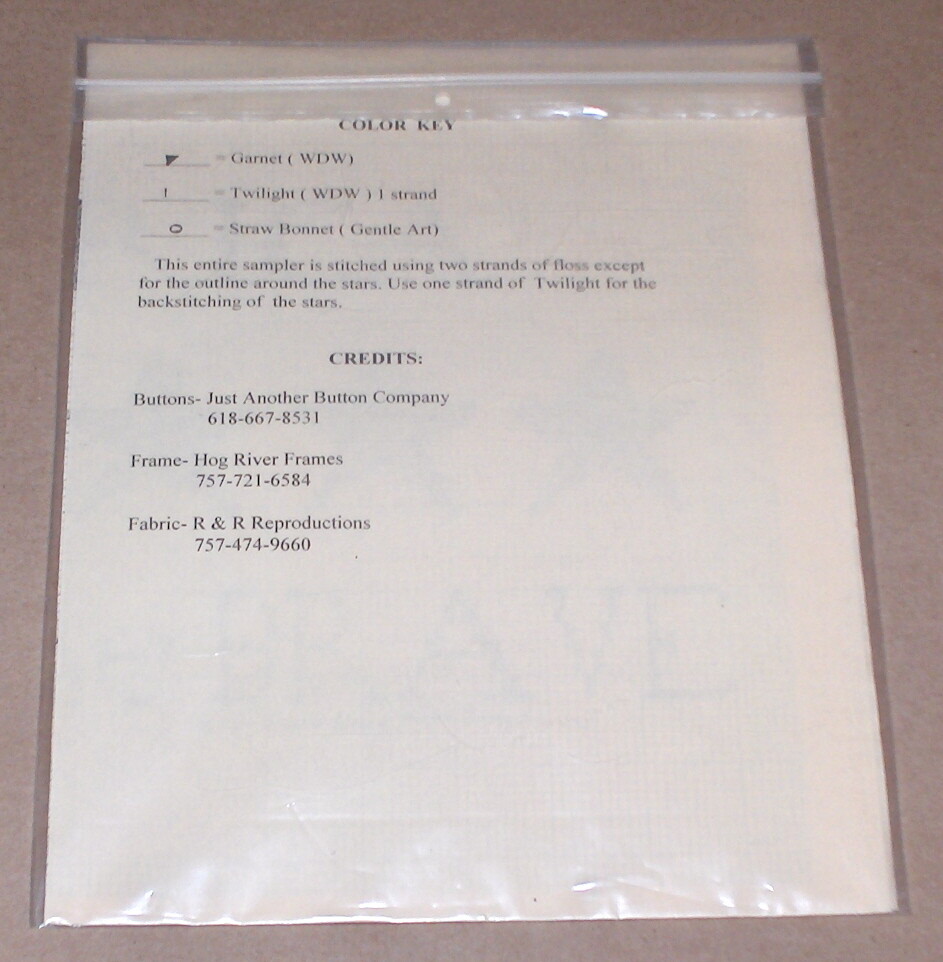 COLOR KEY
= Garnet ( WDW)
= Twilight ( WDW ) 1 strand
= Straw Bonnet ( Gentle Art)
This entire sampler is stitched using two strands of floss except
for the outline around the stars. Use one strand of Twilight for the
backstitching of the stars.
CREDITS:
Buttons- Just Another Button Company
618-667-8531
Frame- Hog River Frames
757-721-6584
Fabric- R & R Reproductions
757-474-9660